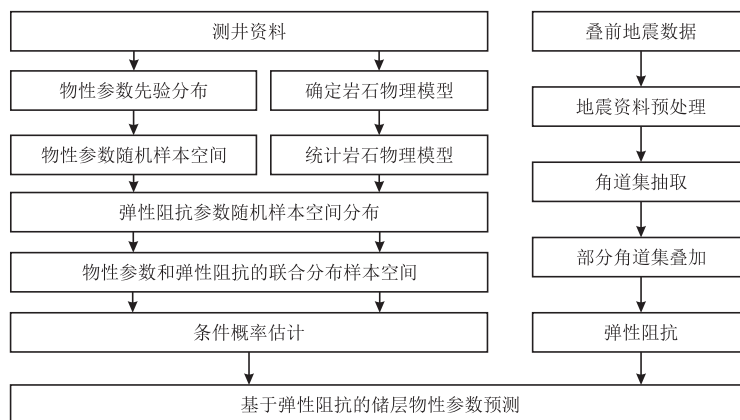 测井资料
叠前地震数据
物性参数先验分布
确定岩石物理模型
地震资料预处理
物性参数随机样本空间
统计岩石物理模型
角道集抽取
弹性阻抗参数随机样本空间分布
部分角道集叠加
物性参数和弹性阻抗的联合分布样本空间
条件概率估计
弹性阻抗
基于弹性阻抗的储层物性参数预测